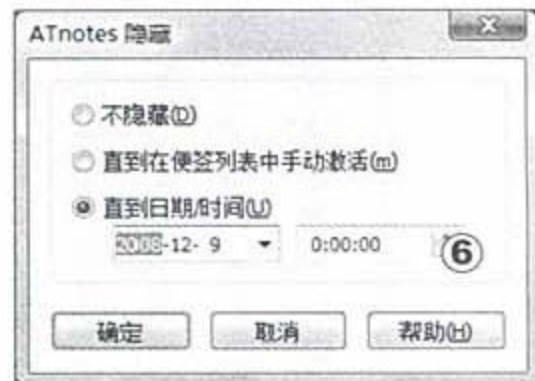 ATnotes 隐藏
不隐藏(D)
直到在便签列表中手动激活(m)
直到日期/时间(U)
2008-12- 9 0:00:00
⑥
确定 取消 帮助(H)